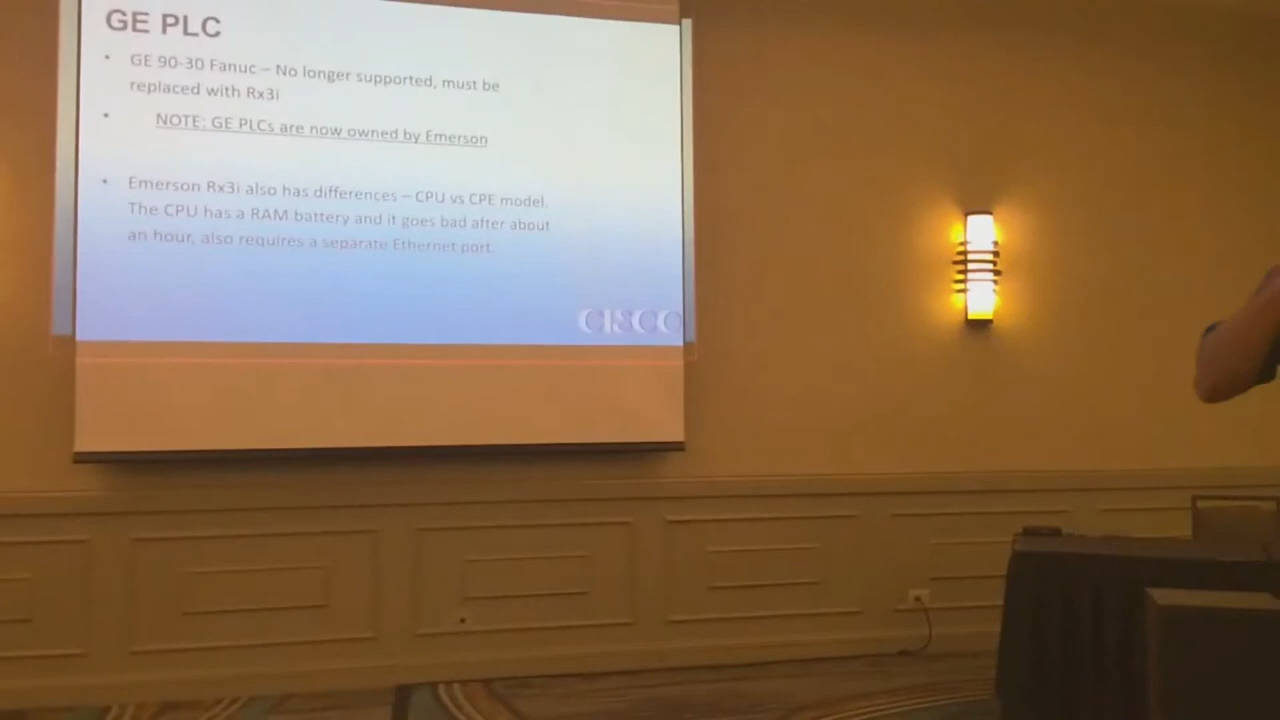 GE PLC
• GE 90-30 Fanuc – No longer supported, must be
replaced with Rx3i
• NOTE: GE PLCs are now owned by Emerson
• Emerson Rx3i also has differences – CPU vs CPE model.
The CPU has a RAM battery and it goes bad after about
an hour, also requires a separate Ethernet port.
CISCO